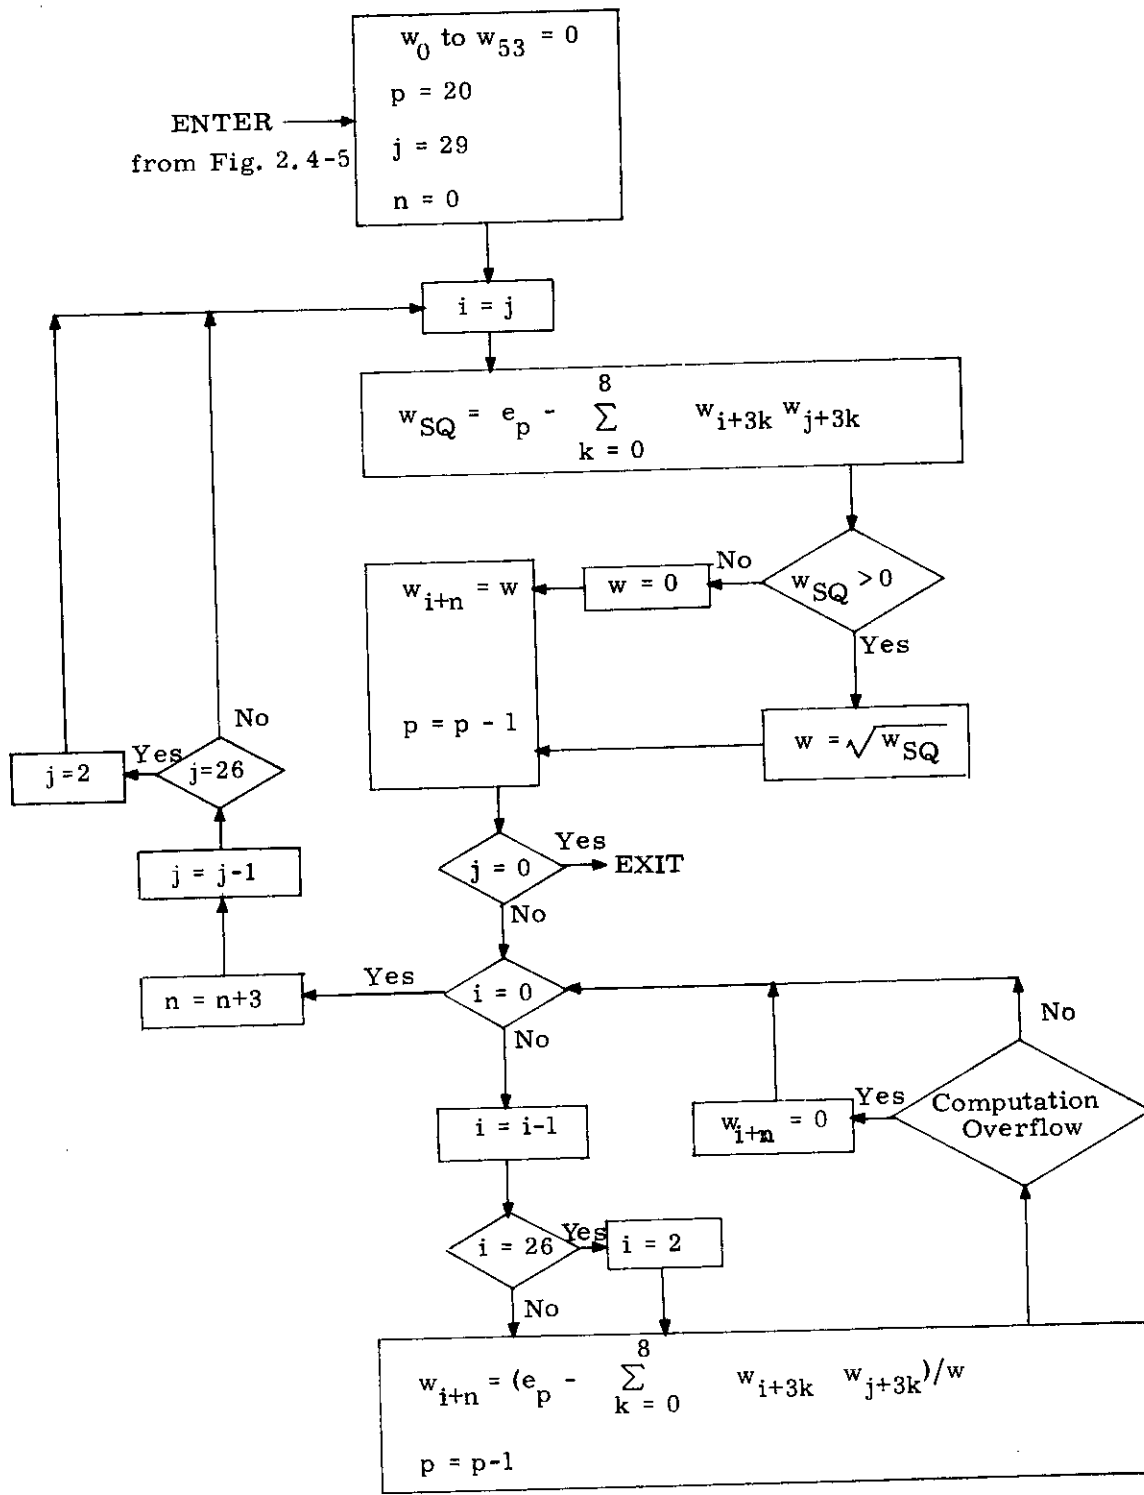 w0 to w53 = 0
p = 20
j = 29
n = 0
ENTER
from Fig. 2.4-5
i = j
wSQ = ep - 8∑k = 0 wi+3k wj+3k
wSQ > 0
No
Yes
w = 0
wi+n = w
p = p - 1
w = √wSQ
j = 0
Yes
EXIT
No
i = 0
Yes
n = n+3
j = j-1
j=26
Yes
j=2
No
No
i = i-1
i = 26
Yes
i = 2
No
wi+n = (ep - 8∑k = 0 wi+3k wj+3k)/w
p = p-1
Computation
Overflow
Yes
wi+n = 0
No